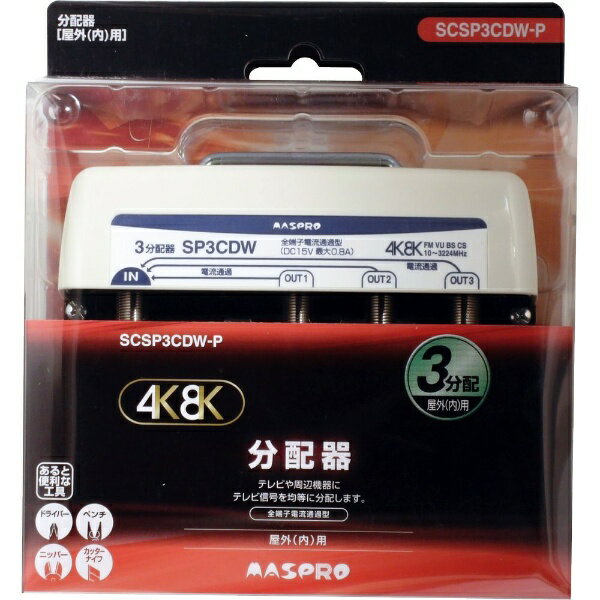 分配器
[屋外(内)用]
SCSP3CDW-P
MASPRO
3分配器 SP3CDW
全端子電流通過型
(DC15V 最大0.8A)
4K8K
FM VU BS CS
10〜3224MHz
IN
電流通過
OUT1
OUT2
電流通過
OUT3
SCSP3CDW-P
4K8K
3分配
屋外(内)用
分配器
テレビや周辺機器に
テレビ信号を均等に分配します。
全端子電流通過型
屋外(内)用
MASPRO
あると
便利な
工具
ドライバー
ペンチ
ニッパー
カッター
ナイフ